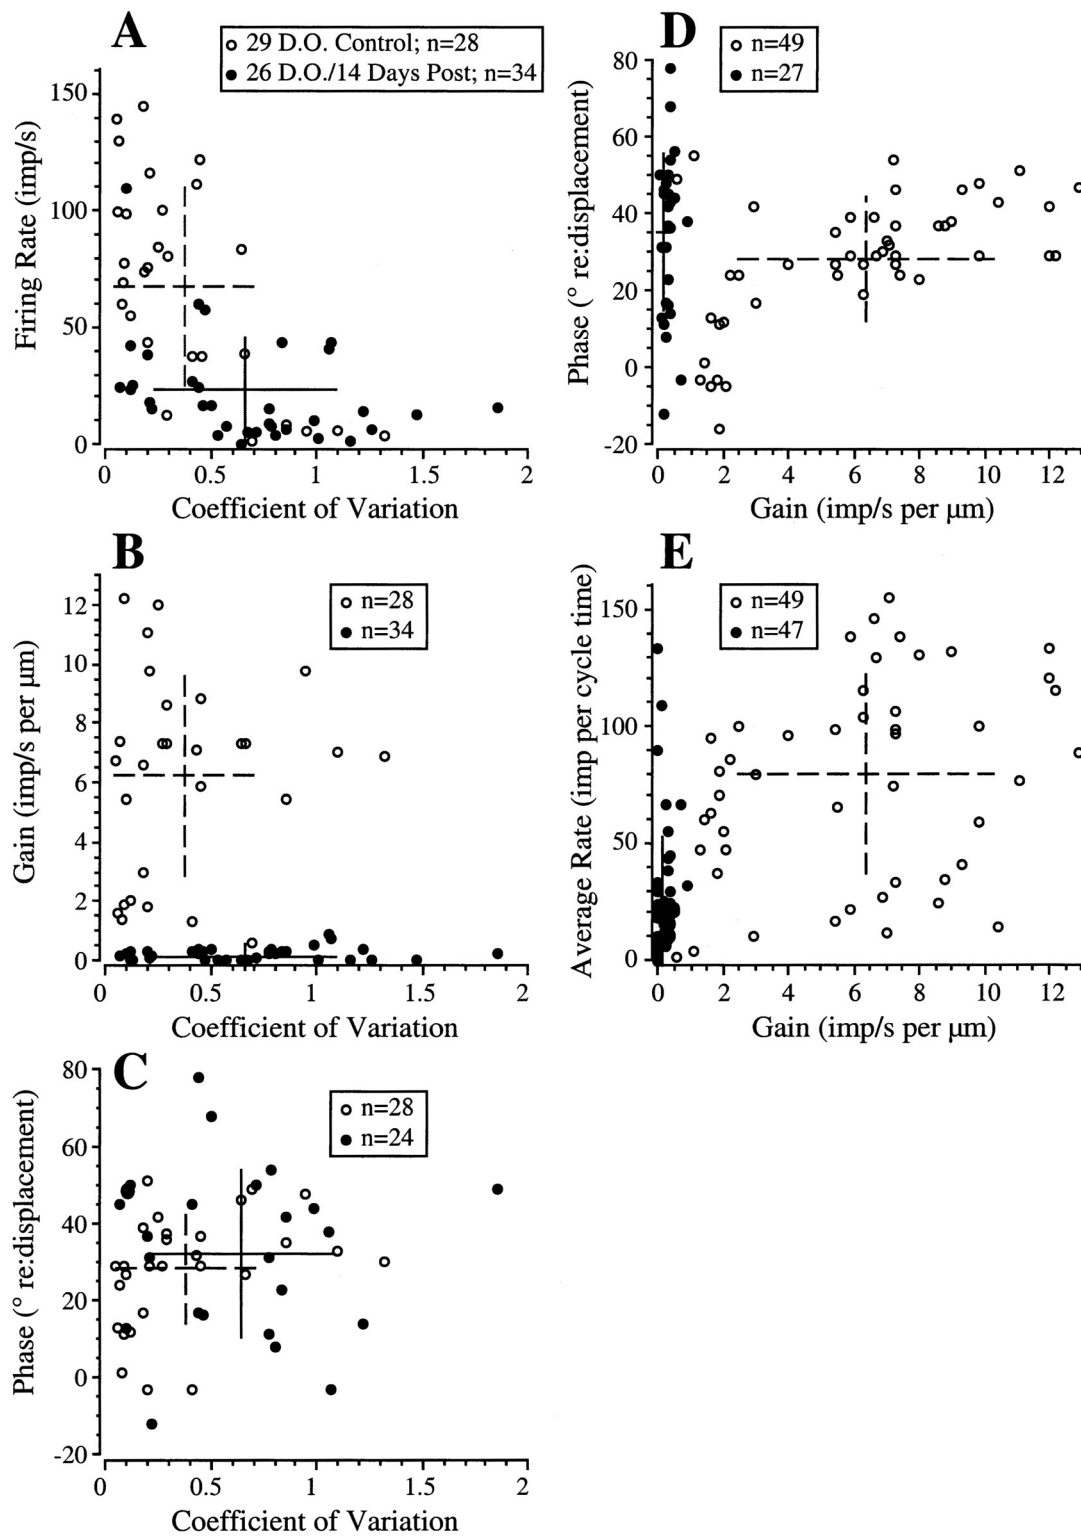 A
29 D.O. Control; n=28
26 D.O./14 Days Post; n=34
150
100
50
0
Firing Rate (imp/s)
0 0.5 1 1.5 2
Coefficient of Variation
D
n=49
n=27
80
60
40
20
0
-20
Phase (° re:displacement)
0 2 4 6 8 10 12
Gain (imp/s per µm)
B
n=28
n=34
12
10
8
6
4
2
0
Gain (imp/s per µm)
0 0.5 1 1.5 2
Coefficient of Variation
E
n=49
n=47
150
100
50
0
Average Rate (imp per cycle time)
0 2 4 6 8 10 12
Gain (imp/s per µm)
C
n=28
n=24
80
60
40
20
0
-20
Phase (° re:displacement)
0 0.5 1 1.5 2
Coefficient of Variation